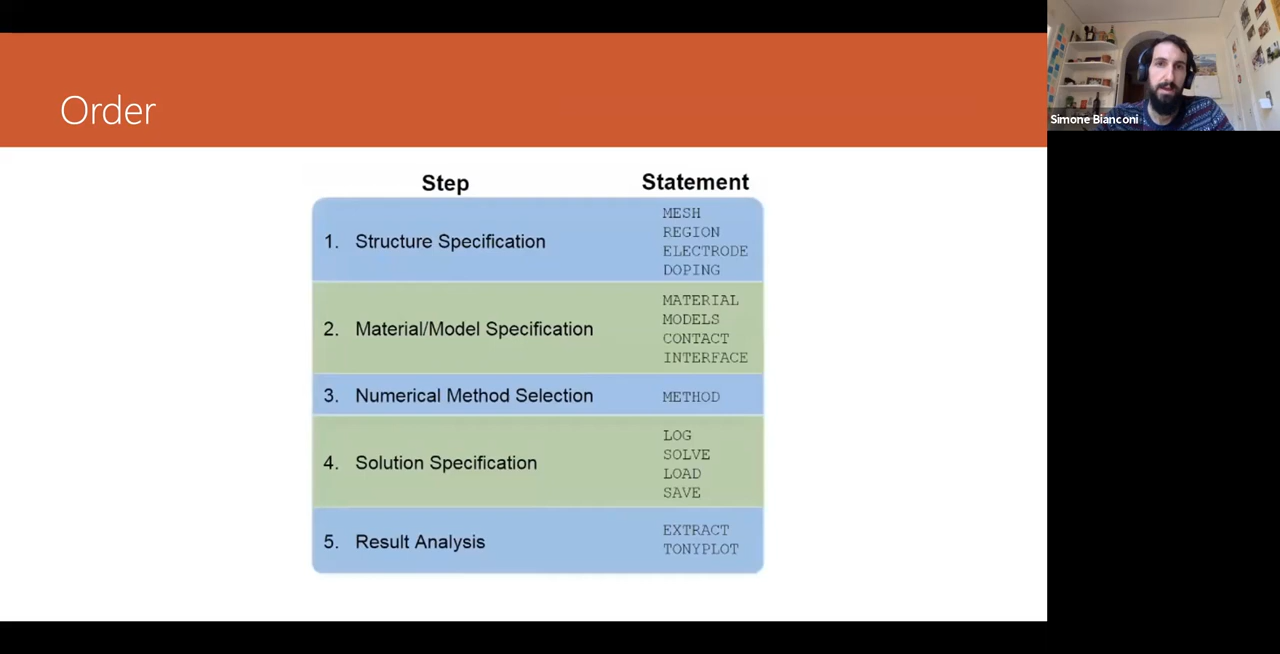 Order
Simone Bianconi
Step Statement
1. Structure Specification
MESH
REGION
ELECTRODE
DOPING
2. Material/Model Specification
MATERIAL
MODELS
CONTACT
INTERFACE
3. Numerical Method Selection
METHOD
4. Solution Specification
LOG
SOLVE
LOAD
SAVE
5. Result Analysis
EXTRACT
TONYPLOT